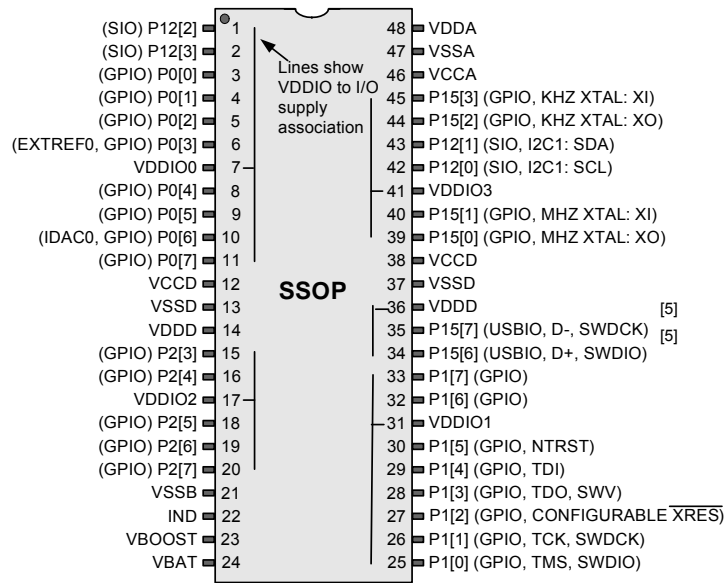 (SIO) P12[2] 1 48 VDDA
(SIO) P12[3] 2 47 VSSA
(GPIO) P0[0] 3 46 VCCA
(GPIO) P0[1] 4 45 P15[3] (GPIO, KHZ XTAL: XI)
(GPIO) P0[2] 5 44 P15[2] (GPIO, KHZ XTAL: XO)
(EXTREF0, GPIO) P0[3] 6 43 P12[1] (SIO, I2C1: SDA)
VDDIO0 7 42 P12[0] (SIO, I2C1: SCL)
(GPIO) P0[4] 8 41 VDDIO3
(GPIO) P0[5] 9 40 P15[1] (GPIO, MHZ XTAL: XI)
(IDAC0, GPIO) P0[6] 10 39 P15[0] (GPIO, MHZ XTAL: XO)
(GPIO) P0[7] 11 38 VCCD
VCCD 12 37 VSSD
VSSD 13 36 VDDD [5]
VDDD 14 35 P15[7] (USBIO, D-, SWDCK) [5]
(GPIO) P2[3] 15 34 P15[6] (USBIO, D+, SWDIO)
(GPIO) P2[4] 16 33 P1[7] (GPIO)
VDDIO2 17 32 P1[6] (GPIO)
(GPIO) P2[5] 18 31 VDDIO1
(GPIO) P2[6] 19 30 P1[5] (GPIO, NTRST)
(GPIO) P2[7] 20 29 P1[4] (GPIO, TDI)
VSSB 21 28 P1[3] (GPIO, TDO, SWV)
IND 22 27 P1[2] (GPIO, CONFIGURABLE XRES)
VBOOST 23 26 P1[1] (GPIO, TCK, SWDCK)
VBAT 24 25 P1[0] (GPIO, TMS, SWDIO)
Lines show
VDDIO to I/O
supply
association
SSOP